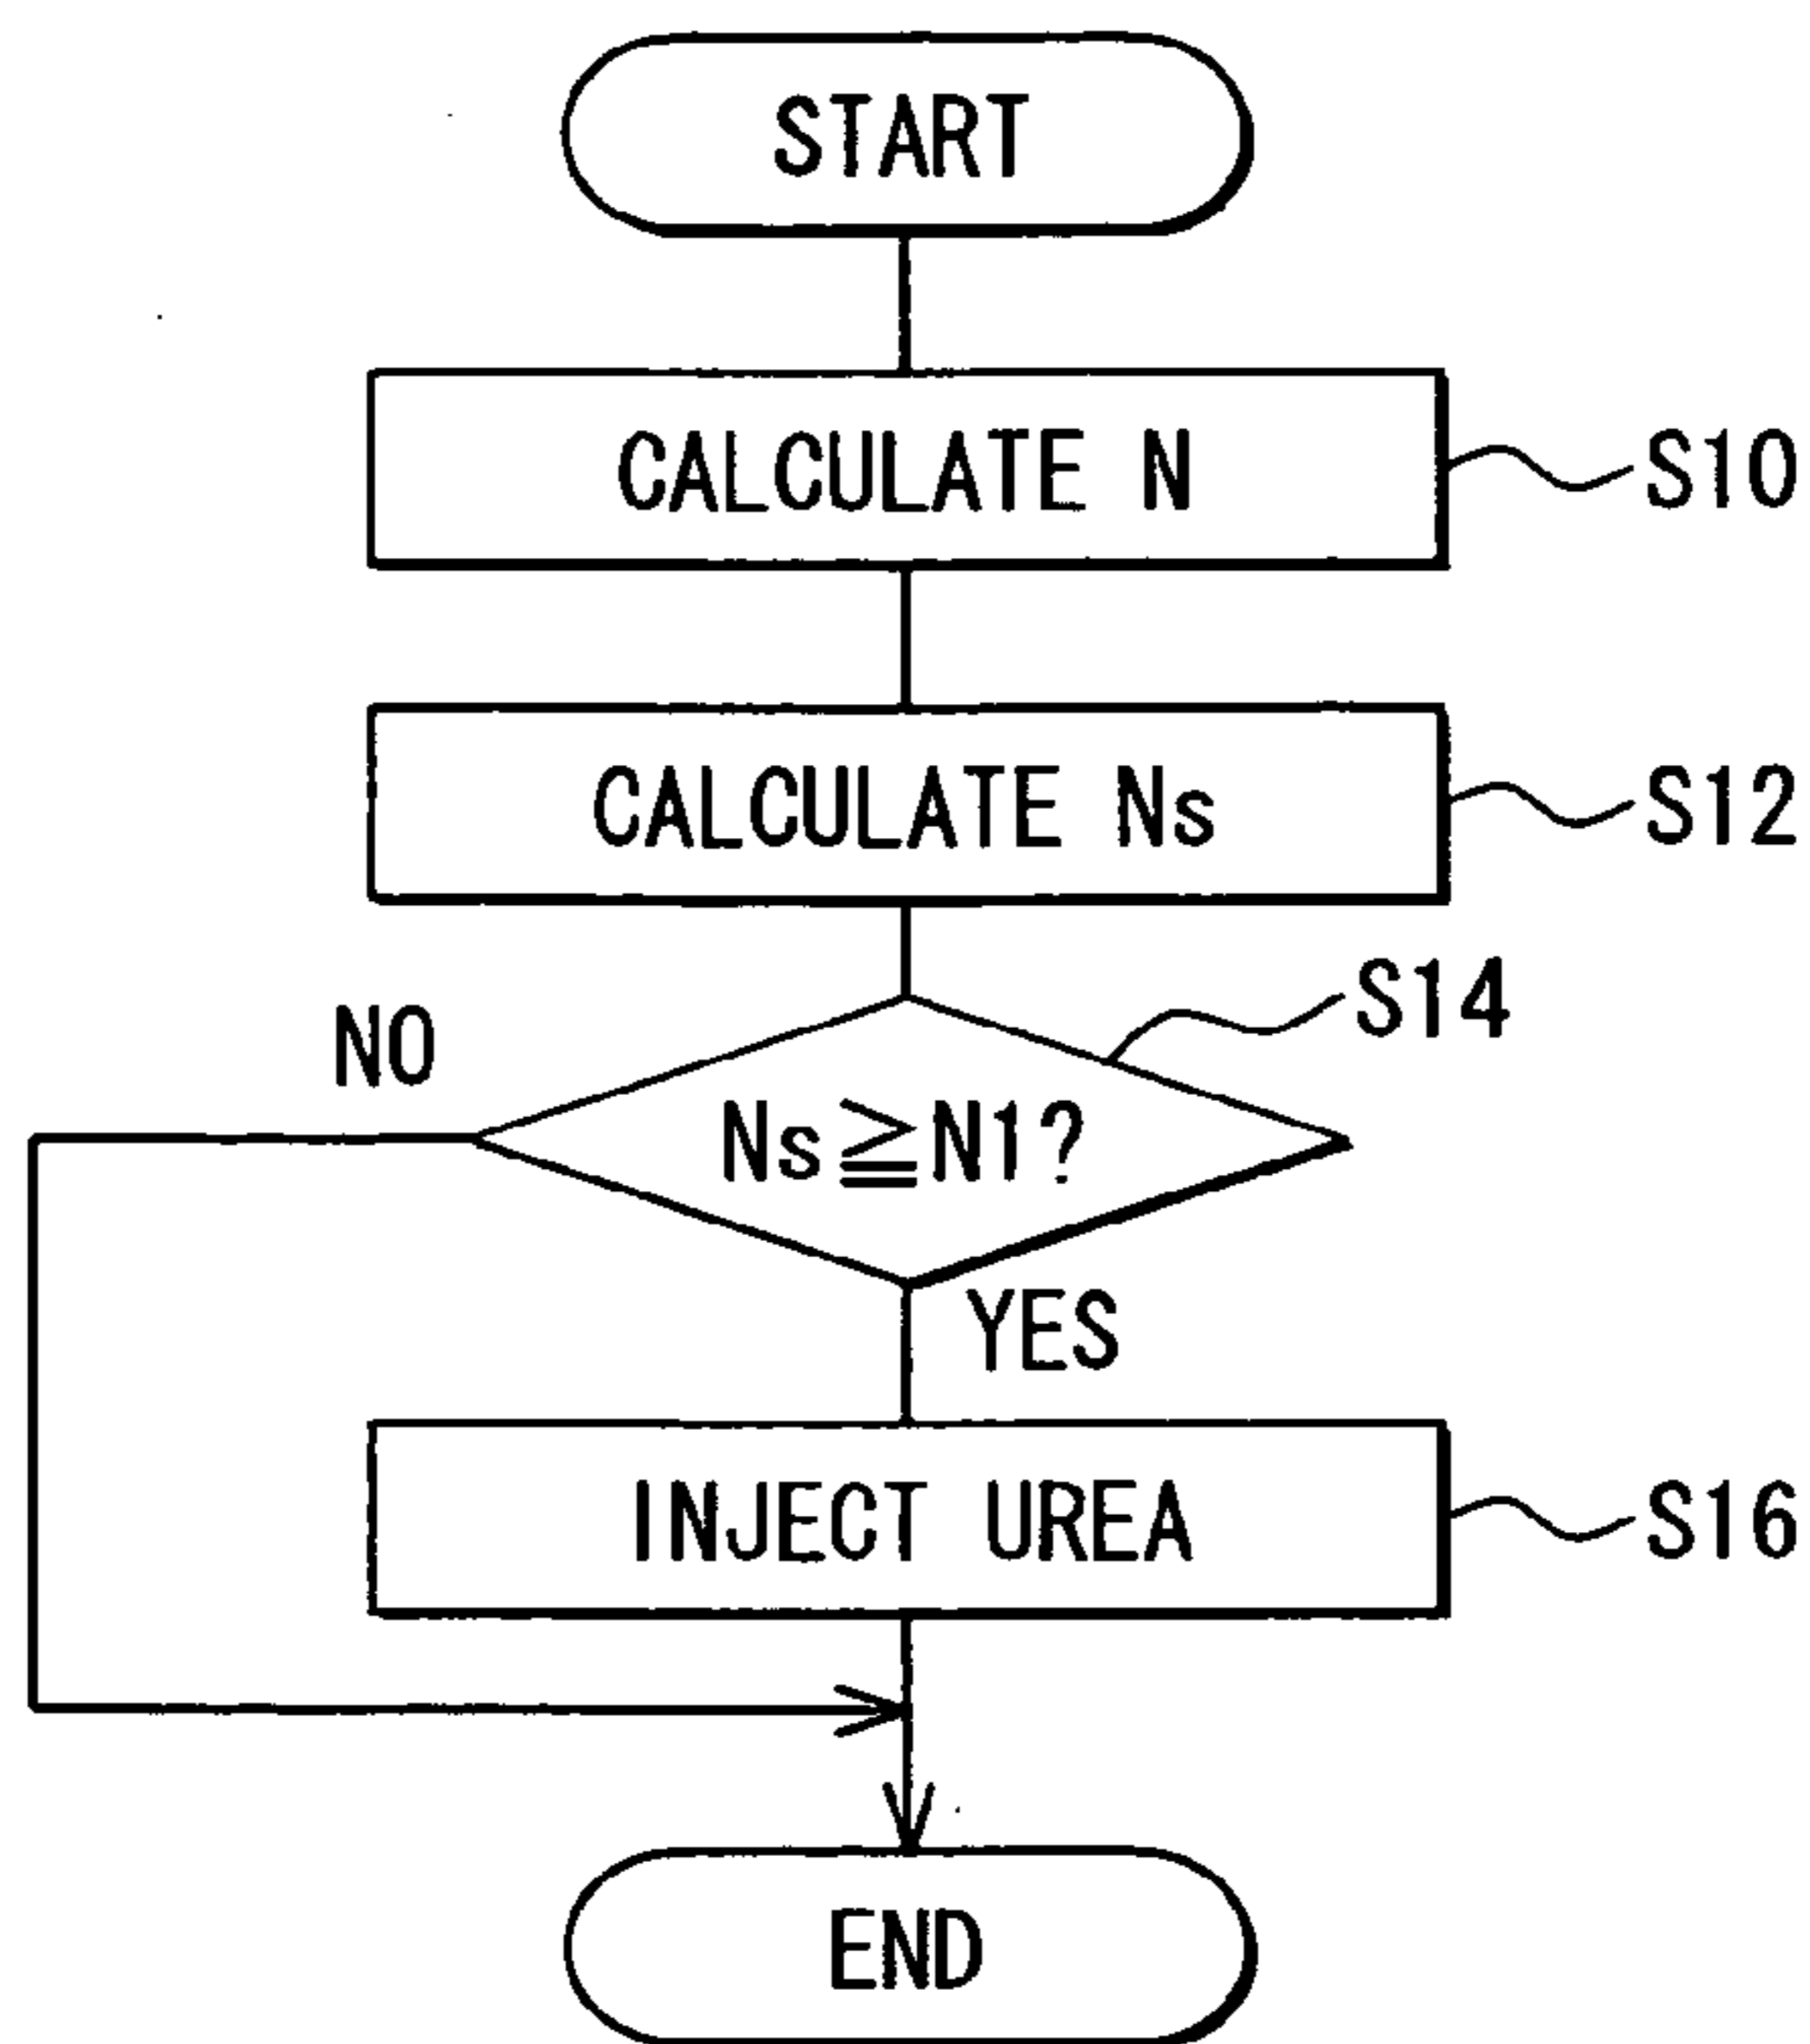 START
CALCULATE N
S10
CALCULATE Ns
S12
S14
NO
Ns≧N1?
YES
INJECT UREA
S16
END